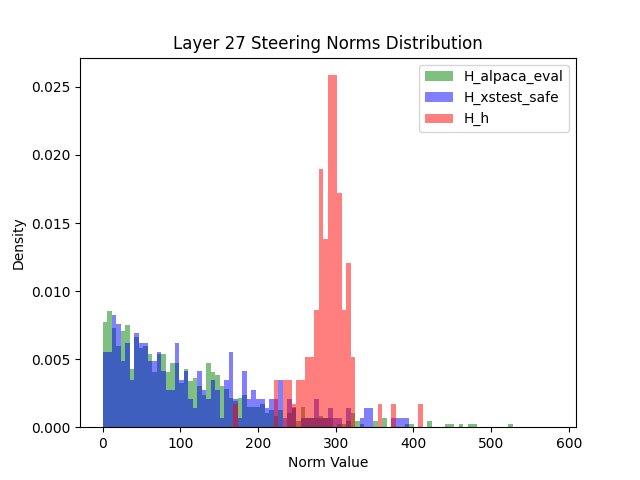 Layer 27 Steering Norms Distribution
H_alpaca_eval
H_xstest_safe
H_h
Density
0.025
0.020
0.015
0.010
0.005
0.000
0
100
200
300
400
500
600
Norm Value